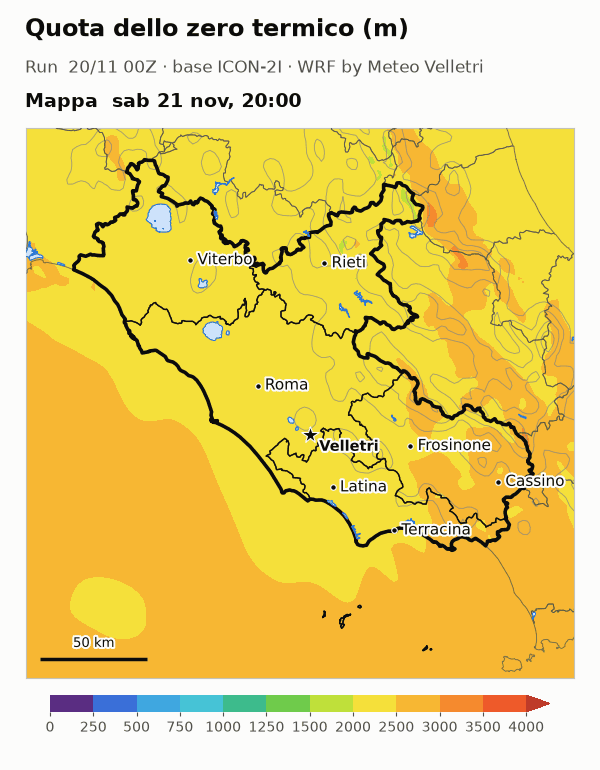 Quota dello zero termico (m)
Run  20/11 00Z · base ICON-2I · WRF by Meteo Velletri
Mappa  sab 21 nov, 20:00
Viterbo
Rieti
Roma
Velletri
Frosinone
Cassino
Latina
Terracina
50 km
0 250 500 750 1000 1250 1500 2000 2500 3000 3500 4000